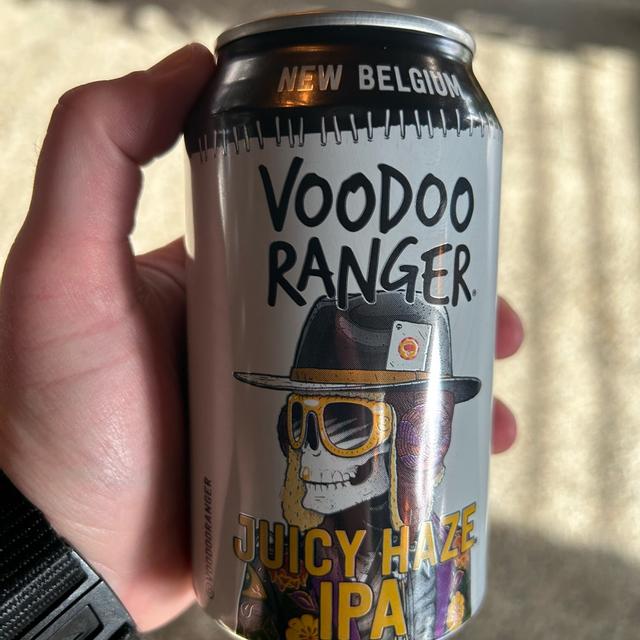 NEW BELGIUM
VOODOO
RANGER
JUICY HAZE
IPA
@VOODOORANGER